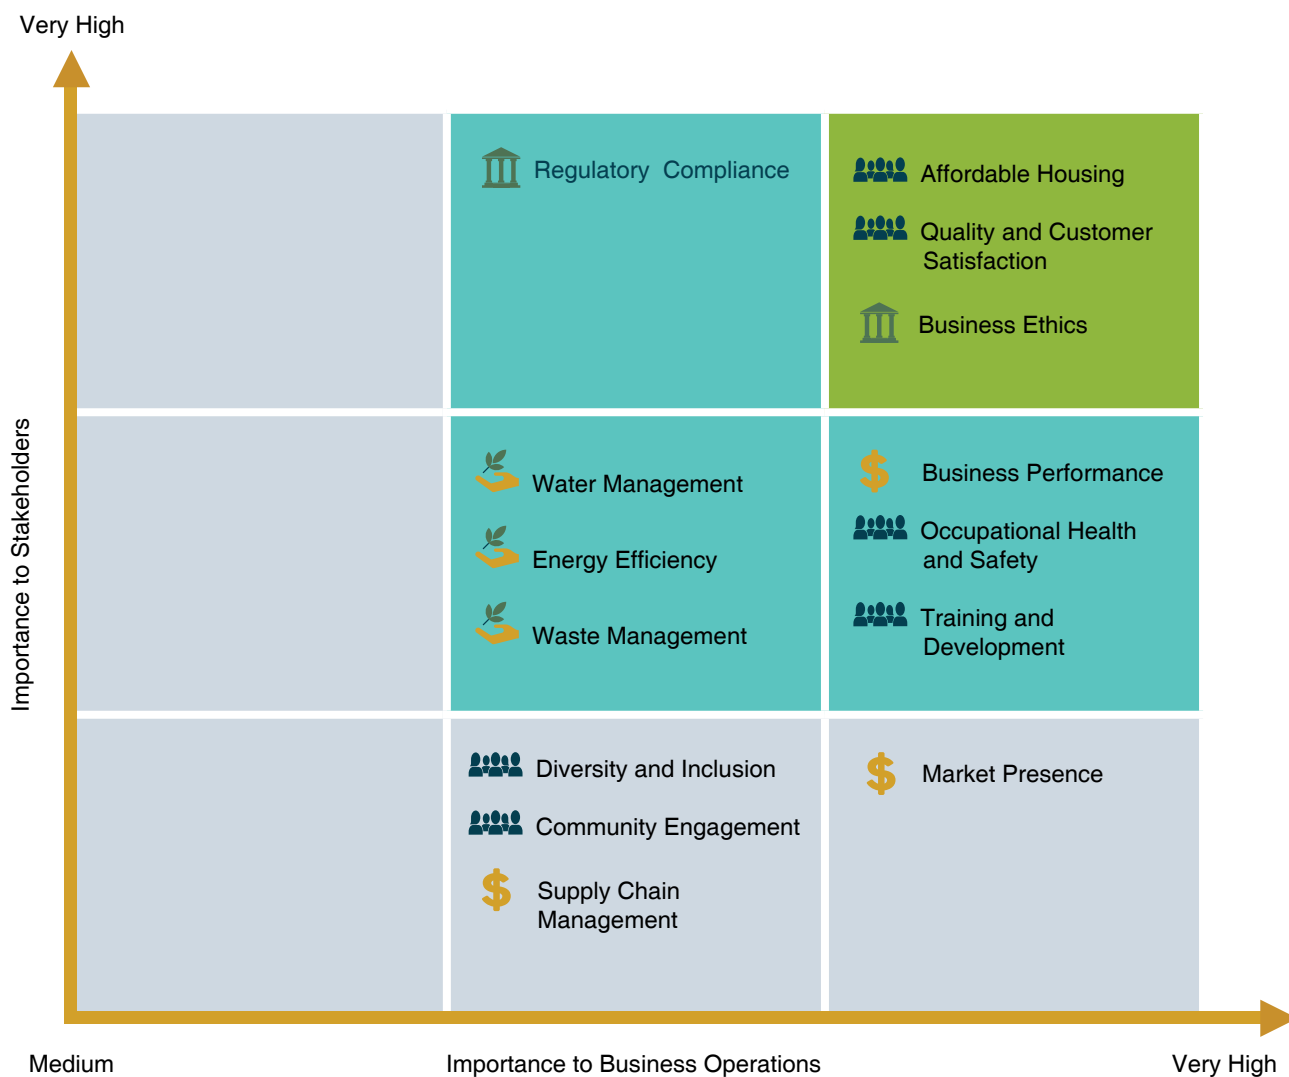 Very High
Importance to Stakeholders
Regulatory Compliance
Affordable Housing
Quality and Customer
Satisfaction
Business Ethics
Water Management
Energy Efficiency
Waste Management
Business Performance
Occupational Health
and Safety
Training and
Development
Diversity and Inclusion
Community Engagement
Supply Chain
Management
Market Presence
Medium
Importance to Business Operations
Very High